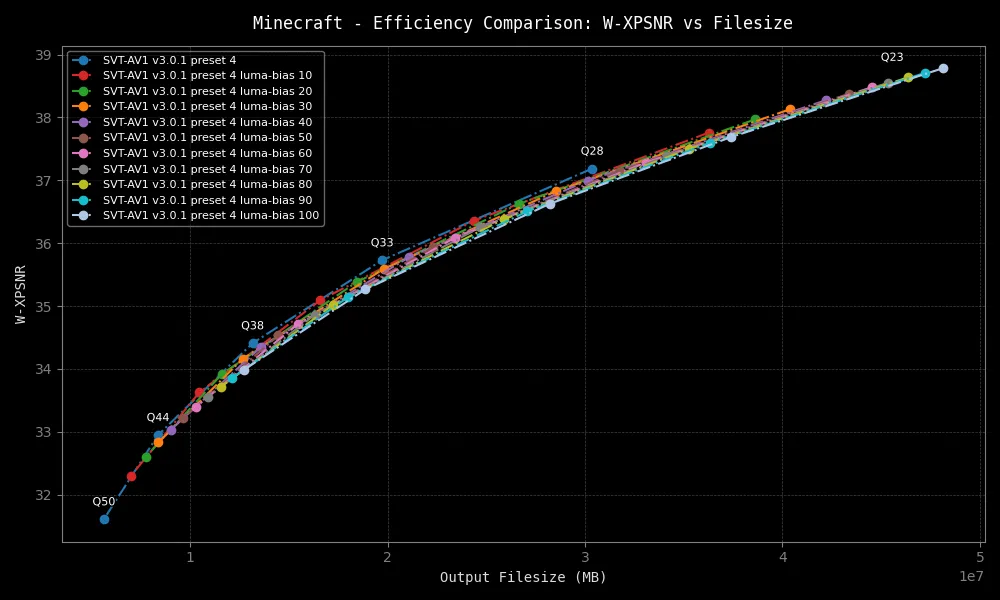 Minecraft - Efficiency Comparison: W-XPSNR vs Filesize
SVT-AV1 v3.0.1 preset 4
SVT-AV1 v3.0.1 preset 4 luma-bias 10
SVT-AV1 v3.0.1 preset 4 luma-bias 20
SVT-AV1 v3.0.1 preset 4 luma-bias 30
SVT-AV1 v3.0.1 preset 4 luma-bias 40
SVT-AV1 v3.0.1 preset 4 luma-bias 50
SVT-AV1 v3.0.1 preset 4 luma-bias 60
SVT-AV1 v3.0.1 preset 4 luma-bias 70
SVT-AV1 v3.0.1 preset 4 luma-bias 80
SVT-AV1 v3.0.1 preset 4 luma-bias 90
SVT-AV1 v3.0.1 preset 4 luma-bias 100
Q23
Q28
Q33
Q38
Q44
Q50
W-XPSNR
39
38
37
36
35
34
33
32
1 2 3 4 5
1e7
Output Filesize (MB)